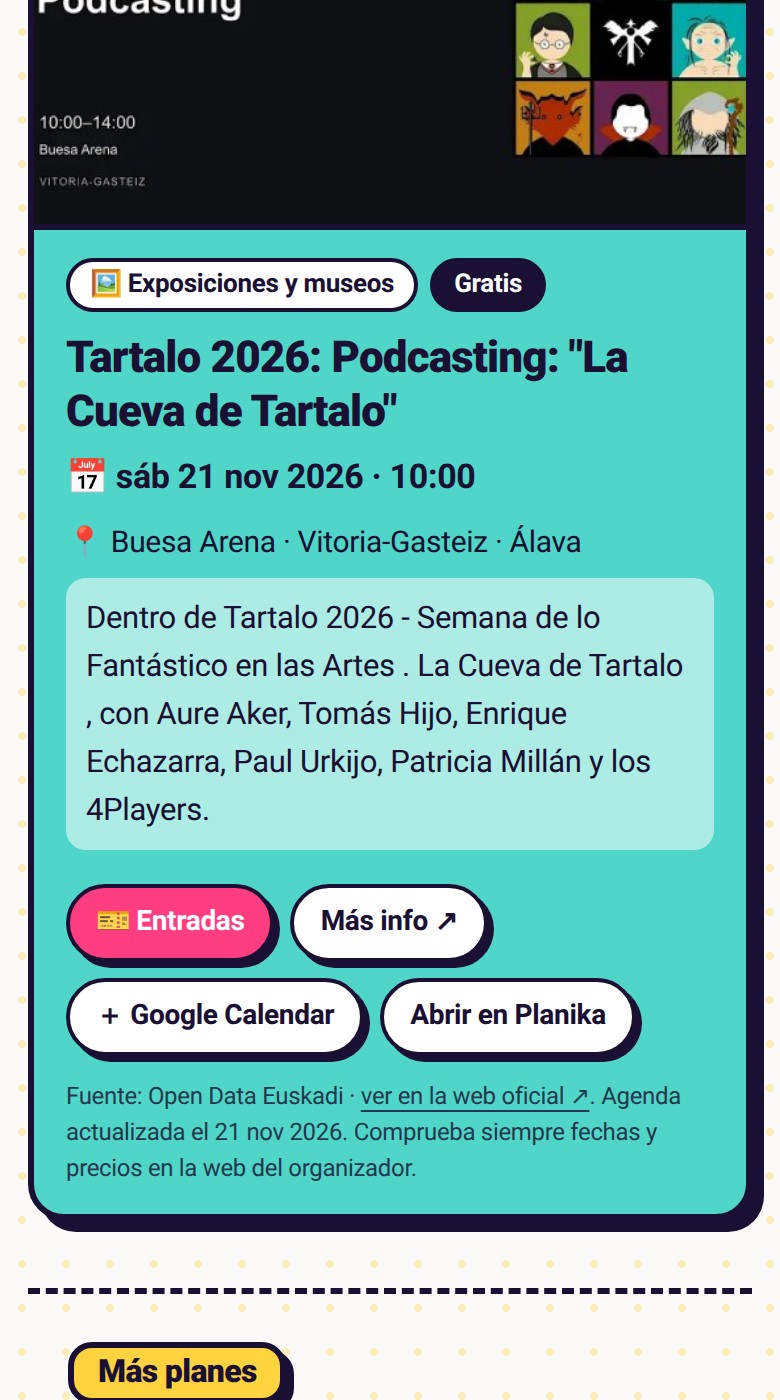 Podcasting
10:00–14:00
Buesa Arena
VITORIA-GASTEIZ
🖼️ Exposiciones y museos
Gratis
Tartalo 2026: Podcasting: "La
Cueva de Tartalo"
📅 sáb 21 nov 2026 · 10:00
📍 Buesa Arena · Vitoria-Gasteiz · Álava
Dentro de Tartalo 2026 - Semana de lo
Fantástico en las Artes . La Cueva de Tartalo
, con Aure Aker, Tomás Hijo, Enrique
Echazarra, Paul Urkijo, Patricia Millán y los
4Players.
🎫 Entradas
Más info ↗
+ Google Calendar
Abrir en Planika
Fuente: Open Data Euskadi · ver en la web oficial ↗. Agenda
actualizada el 21 nov 2026. Comprueba siempre fechas y
precios en la web del organizador.
Más planes